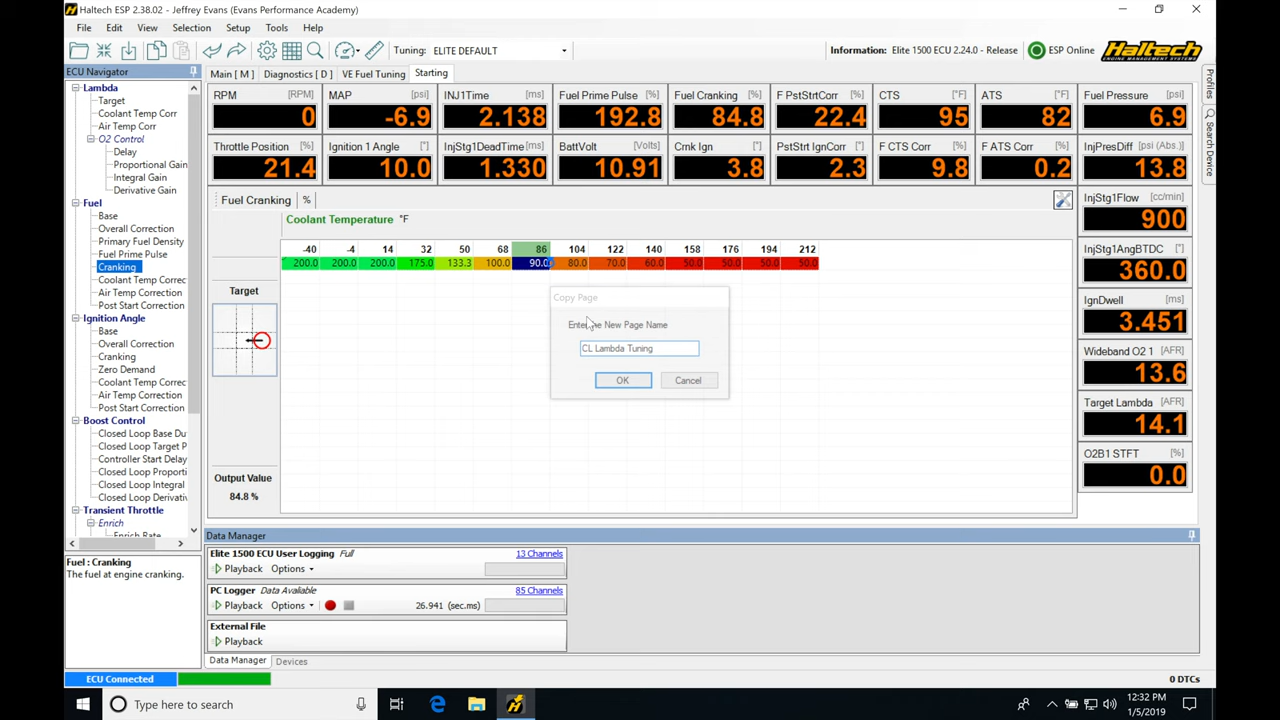 Haltech ESP 2.38.02 - Jeffrey Evans (Evans Performance Academy)
File Edit View Selection Setup Tools Help
Tuning: ELITE DEFAULT
Information: Elite 1500 ECU 2.24.0 - Release
ESP Online
Haltech
ENGINE MANAGEMENT SYSTEMS
ECU Navigator
Lambda
Target
Coolant Temp Corr
Air Temp Corr
O2 Control
Delay
Proportional Gain
Integral Gain
Derivative Gain
Fuel
Base
Overall Correction
Primary Fuel Density
Fuel Prime Pulse
Cranking
Coolant Temp Correc
Air Temp Correction
Post Start Correction
Ignition Angle
Base
Overall Correction
Cranking
Zero Demand
Coolant Temp Correc
Air Temp Correction
Post Start Correction
Boost Control
Closed Loop Base Du
Closed Loop Target P
Controller Start Delay
Closed Loop Proporti
Closed Loop Integral
Closed Loop Derivati
Transient Throttle
Enrich
Enrich Rate
Fuel : Cranking
The fuel at engine cranking.
Main [ M ] Diagnostics [ D ] VE Fuel Tuning Starting
RPM [RPM] 0
MAP [psi] -6.9
INJ1Time [ms] 2.138
Fuel Prime Pulse [%] 192.8
Fuel Cranking [%] 84.8
F PstStrtCorr [%] 22.4
CTS [°F] 95
ATS [°F] 82
Fuel Pressure [psi] 6.9
Throttle Position [%] 21.4
Ignition 1 Angle [°] 10.0
InjStg1DeadTime [ms] 1.330
BattVolt [Volts] 10.91
Crnk Ign [°] 3.8
PstStrt IgnCorr [°] 2.3
F CTS Corr [%] 9.8
F ATS Corr [%] 0.2
InjPresDiff [psi (Abs.)] 13.8
InjStg1Flow [cc/min] 900
InjStg1AngBTDC [°] 360.0
IgnDwell [ms] 3.451
Wideband O2 1 [AFR] 13.6
Target Lambda [AFR] 14.1
O2B1 STFT [%] 0.0
Fuel Cranking %
Coolant Temperature °F
-40 -4 14 32 50 68 86 104 122 140 158 176 194 212
200.0 200.0 200.0 175.0 133.3 100.0 90.0 80.0 70.0 60.0 50.0 50.0 50.0 50.0
Target
Output Value
84.8 %
Copy Page
Enter the New Page Name
CL Lambda Tuning
OK Cancel
Data Manager
Elite 1500 ECU User Logging Full 13 Channels
Playback Options
PC Logger Data Avaliable 85 Channels
Playback Options 26.941 (sec.ms)
External File
Playback
Data Manager Devices
ECU Connected
0 DTCs
Type here to search
12:32 PM
1/5/2019
Profiles
Search Device